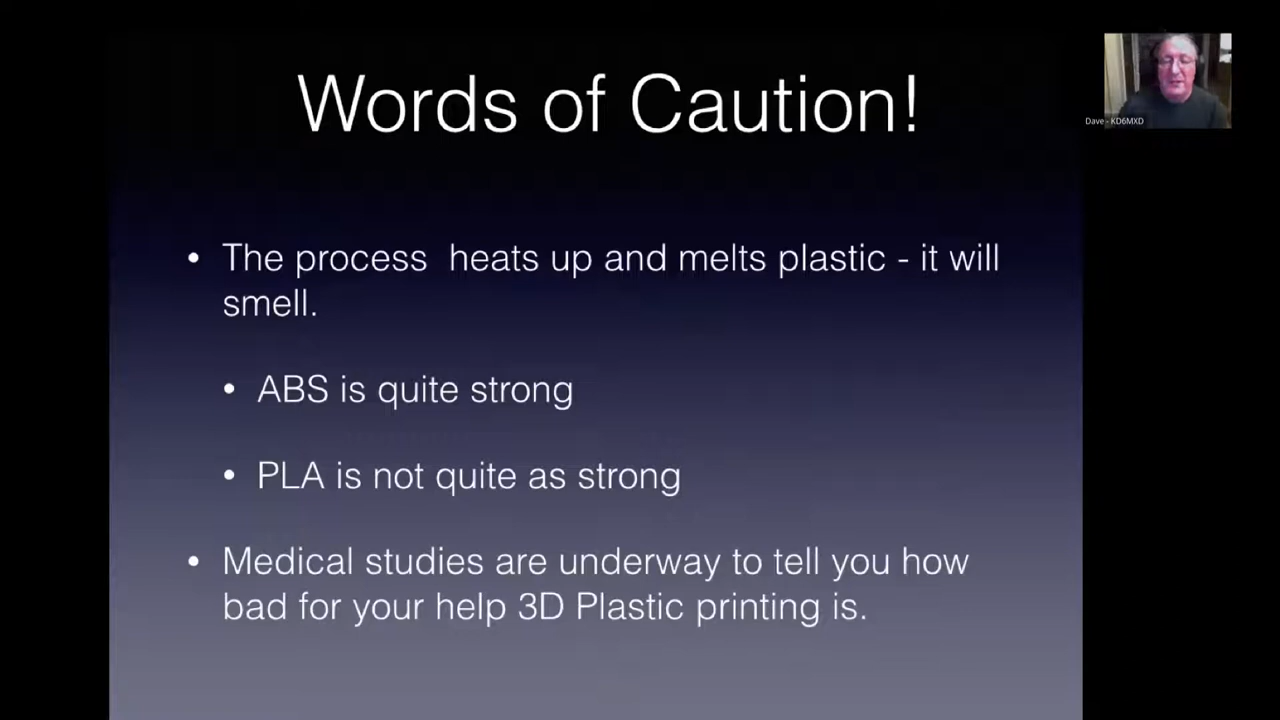 Words of Caution!
Dave - KD6MXD
• The process  heats up and melts plastic - it will
smell.
• ABS is quite strong
• PLA is not quite as strong
• Medical studies are underway to tell you how
bad for your help 3D Plastic printing is.